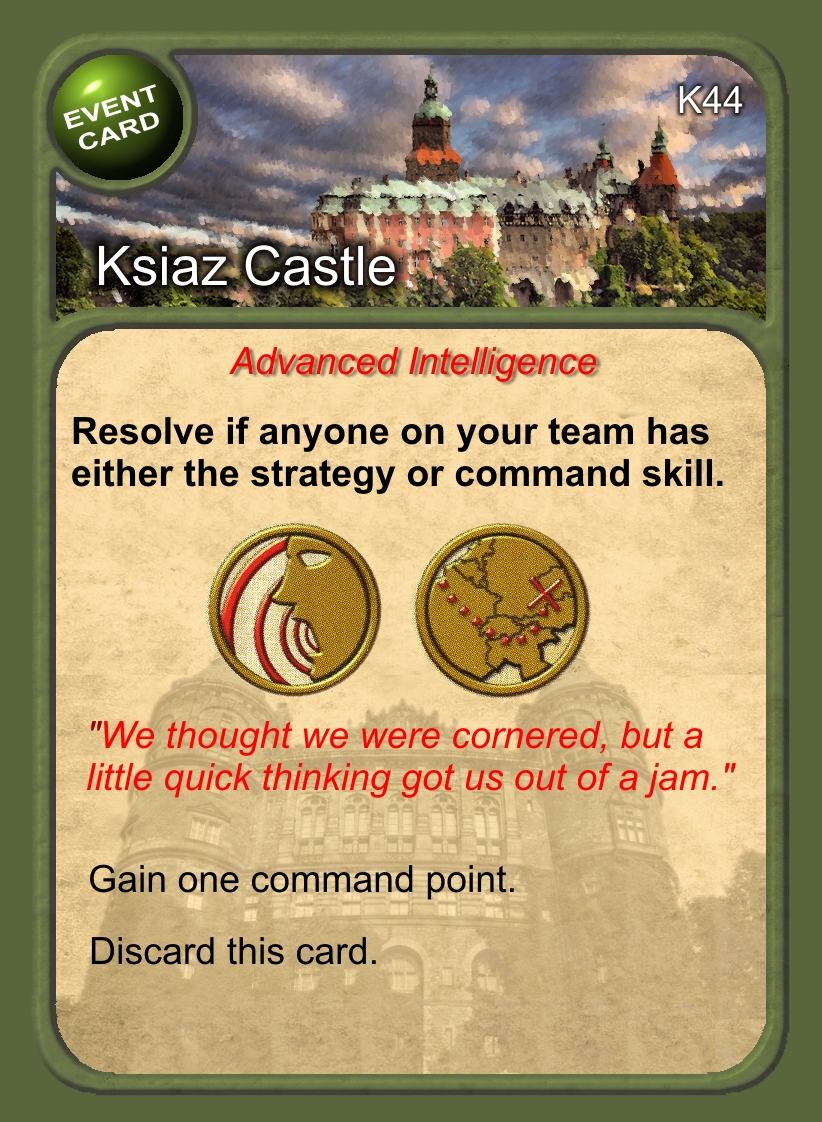 EVENT
CARD
K44
Ksiaz Castle
Advanced Intelligence
Resolve if anyone on your team has
either the strategy or command skill.
"We thought we were cornered, but a
little quick thinking got us out of a jam."
Gain one command point.
Discard this card.